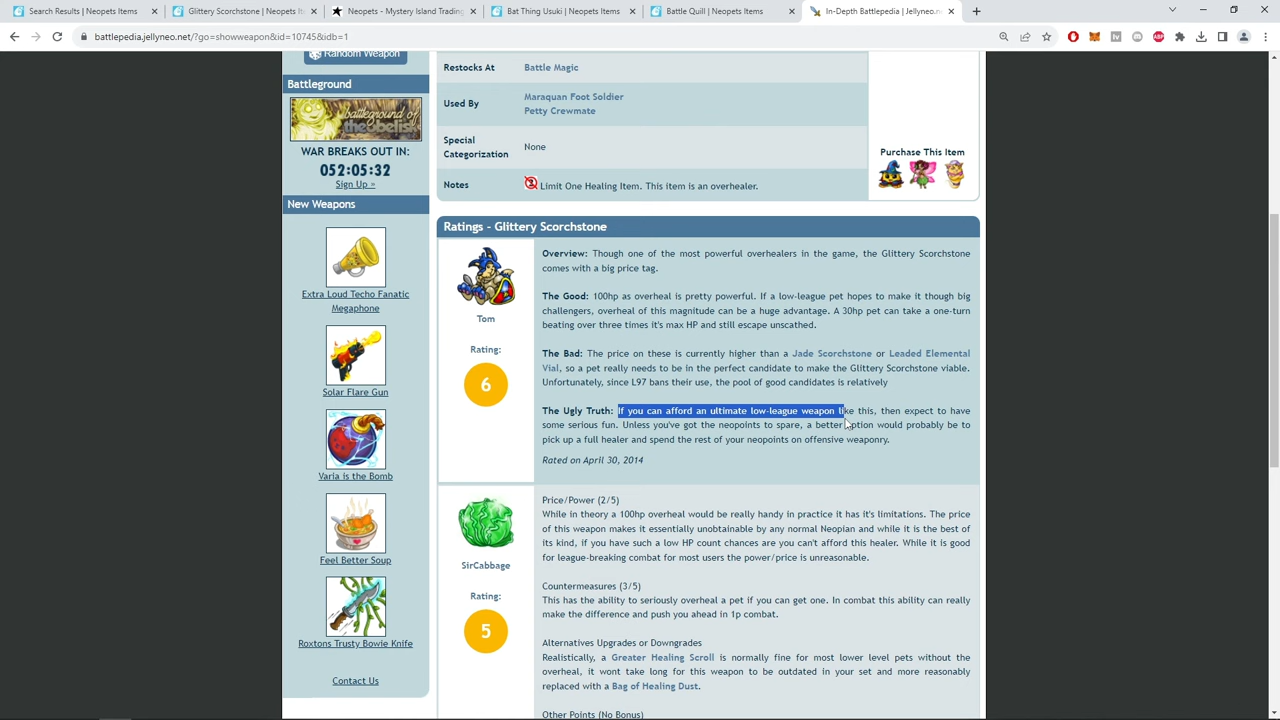 Search Results | Neopets Items
Glittery Scorchstone | Neopets It
Neopets - Mystery Island Trading
Bat Thing Usuki | Neopets Items
Battle Quill | Neopets Items
In-Depth Battlepedia | Jellyneo.n
battlepedia.jellyneo.net/?go=showweapon&id=10745&idb=1
Random Weapon
Battleground
battleground of
theobelisk
WAR BREAKS OUT IN:
052:05:32
Sign Up »
New Weapons
Extra Loud Techo Fanatic
Megaphone
Solar Flare Gun
Varia is the Bomb
Feel Better Soup
Roxtons Trusty Bowie Knife
Contact Us
Restocks At Battle Magic
Used By
Maraquan Foot Soldier
Petty Crewmate
Special
Categorization
None
Notes
Limit One Healing Item. This item is an overhealer.
Purchase This Item
Ratings - Glittery Scorchstone
Tom
Rating:
6
Overview: Though one of the most powerful overhealers in the game, the Glittery Scorchstone
comes with a big price tag.
The Good: 100hp as overheal is pretty powerful. If a low-league pet hopes to make it though big
challengers, overheal of this magnitude can be a huge advantage. A 30hp pet can take a one-turn
beating over three times it's max HP and still escape unscathed.
The Bad: The price on these is currently higher than a Jade Scorchstone or Leaded Elemental
Vial, so a pet really needs to be in the perfect candidate to make the Glittery Scorchstone viable.
Unfortunately, since L97 bans their use, the pool of good candidates is relatively
The Ugly Truth: If you can afford an ultimate low-league weapon like this, then expect to have
some serious fun. Unless you've got the neopoints to spare, a better option would probably be to
pick up a full healer and spend the rest of your neopoints on offensive weaponry.
Rated on April 30, 2014
SirCabbage
Rating:
5
Price/Power (2/5)
While in theory a 100hp overheal would be really handy in practice it has it's limitations. The price
of this weapon makes it essentially unobtainable by any normal Neopian and while it is the best of
its kind, if you have such a low HP count chances are you can't afford this healer. While it is good
for league-breaking combat for most users the power/price is unreasonable.
Countermeasures (3/5)
This has the ability to seriously overheal a pet if you can get one. In combat this ability can really
make the difference and push you ahead in 1p combat.
Alternatives Upgrades or Downgrades
Realistically, a Greater Healing Scroll is normally fine for most lower level pets without the
overheal, it wont take long for this weapon to be outdated in your set and more reasonably
replaced with a Bag of Healing Dust.
Other Points (No Bonus)